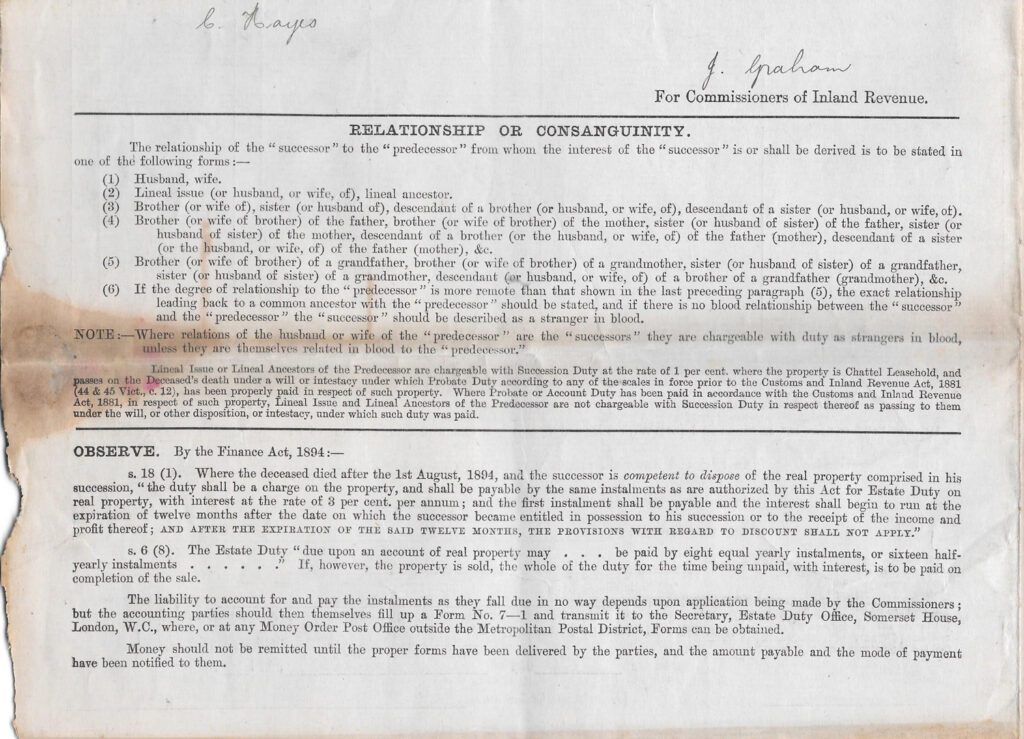 C. Hayes
J. Graham
For Commissioners of Inland Revenue.
RELATIONSHIP OR CONSANGUINITY.
The relationship of the "successor" to the "predecessor" from whom the interest of the "successor" is or shall be derived is to be stated in
one of the following forms:—
(1) Husband, wife.
(2) Lineal issue (or husband, or wife, of), lineal ancestor.
(3) Brother (or wife of), sister (or husband of), descendant of a brother (or husband, or wife, of), descendant of a sister (or husband, or wife, of).
(4) Brother (or wife of brother) of the father, brother (or wife of brother) of the mother, sister (or husband of sister) of the father, sister (or
husband of sister) of the mother, descendant of a brother (or the husband, or wife, of) of the father (mother), descendant of a sister
(or the husband, or wife, of) of the father (mother), &c.
(5) Brother (or wife of brother) of a grandfather, brother (or wife of brother) of a grandmother, sister (or husband of sister) of a grandfather,
sister (or husband of sister) of a grandmother, descendant (or husband, or wife, of) of a brother of a grandfather (grandmother), &c.
(6) If the degree of relationship to the "predecessor" is more remote than that shown in the last preceding paragraph (5), the exact relationship
leading back to a common ancestor with the "predecessor" should be stated, and if there is no blood relationship between the "successor"
and the "predecessor" the "successor" should be described as a stranger in blood.
NOTE:—Where relations of the husband or wife of the "predecessor" are the "successors" they are chargeable with duty as strangers in blood,
unless they are themselves related in blood to the "predecessor."
Lineal Issue or Lineal Ancestors of the Predecessor are chargeable with Succession Duty at the rate of 1 per cent. where the property is Chattel Leasehold, and
passes on the Deceased's death under a will or intestacy under which Probate Duty according to any of the scales in force prior to the Customs and Inland Revenue Act, 1881
(44 & 45 Vict., c. 12), has been properly paid in respect of such property. Where Probate or Account Duty has been paid in accordance with the Customs and Inland Revenue
Act, 1881, in respect of such property, Lineal Issue and Lineal Ancestors of the Predecessor are not chargeable with Succession Duty in respect thereof as passing to them
under the will, or other disposition, or intestacy, under which such duty was paid.
OBSERVE. By the Finance Act, 1894:—
s. 18 (1). Where the deceased died after the 1st August, 1894, and the successor is competent to dispose of the real property comprised in his
succession, "the duty shall be a charge on the property, and shall be payable by the same instalments as are authorized by this Act for Estate Duty on
real property, with interest at the rate of 3 per cent. per annum; and the first instalment shall be payable and the interest shall begin to run at the
expiration of twelve months after the date on which the successor became entitled in possession to his succession or to the receipt of the income and
profit thereof; AND AFTER THE EXPIRATION OF THE SAID TWELVE MONTHS, THE PROVISIONS WITH REGARD TO DISCOUNT SHALL NOT APPLY."
s. 6 (8). The Estate Duty "due upon an account of real property may . . . be paid by eight equal yearly instalments, or sixteen half-
yearly instalments . . . . . ." If, however, the property is sold, the whole of the duty for the time being unpaid, with interest, is to be paid on
completion of the sale.
The liability to account for and pay the instalments as they fall due in no way depends upon application being made by the Commissioners;
but the accounting parties should then themselves fill up a Form No. 7—1 and transmit it to the Secretary, Estate Duty Office, Somerset House,
London, W.C., where, or at any Money Order Post Office outside the Metropolitan Postal District, Forms can be obtained.
Money should not be remitted until the proper forms have been delivered by the parties, and the amount payable and the mode of payment
have been notified to them.